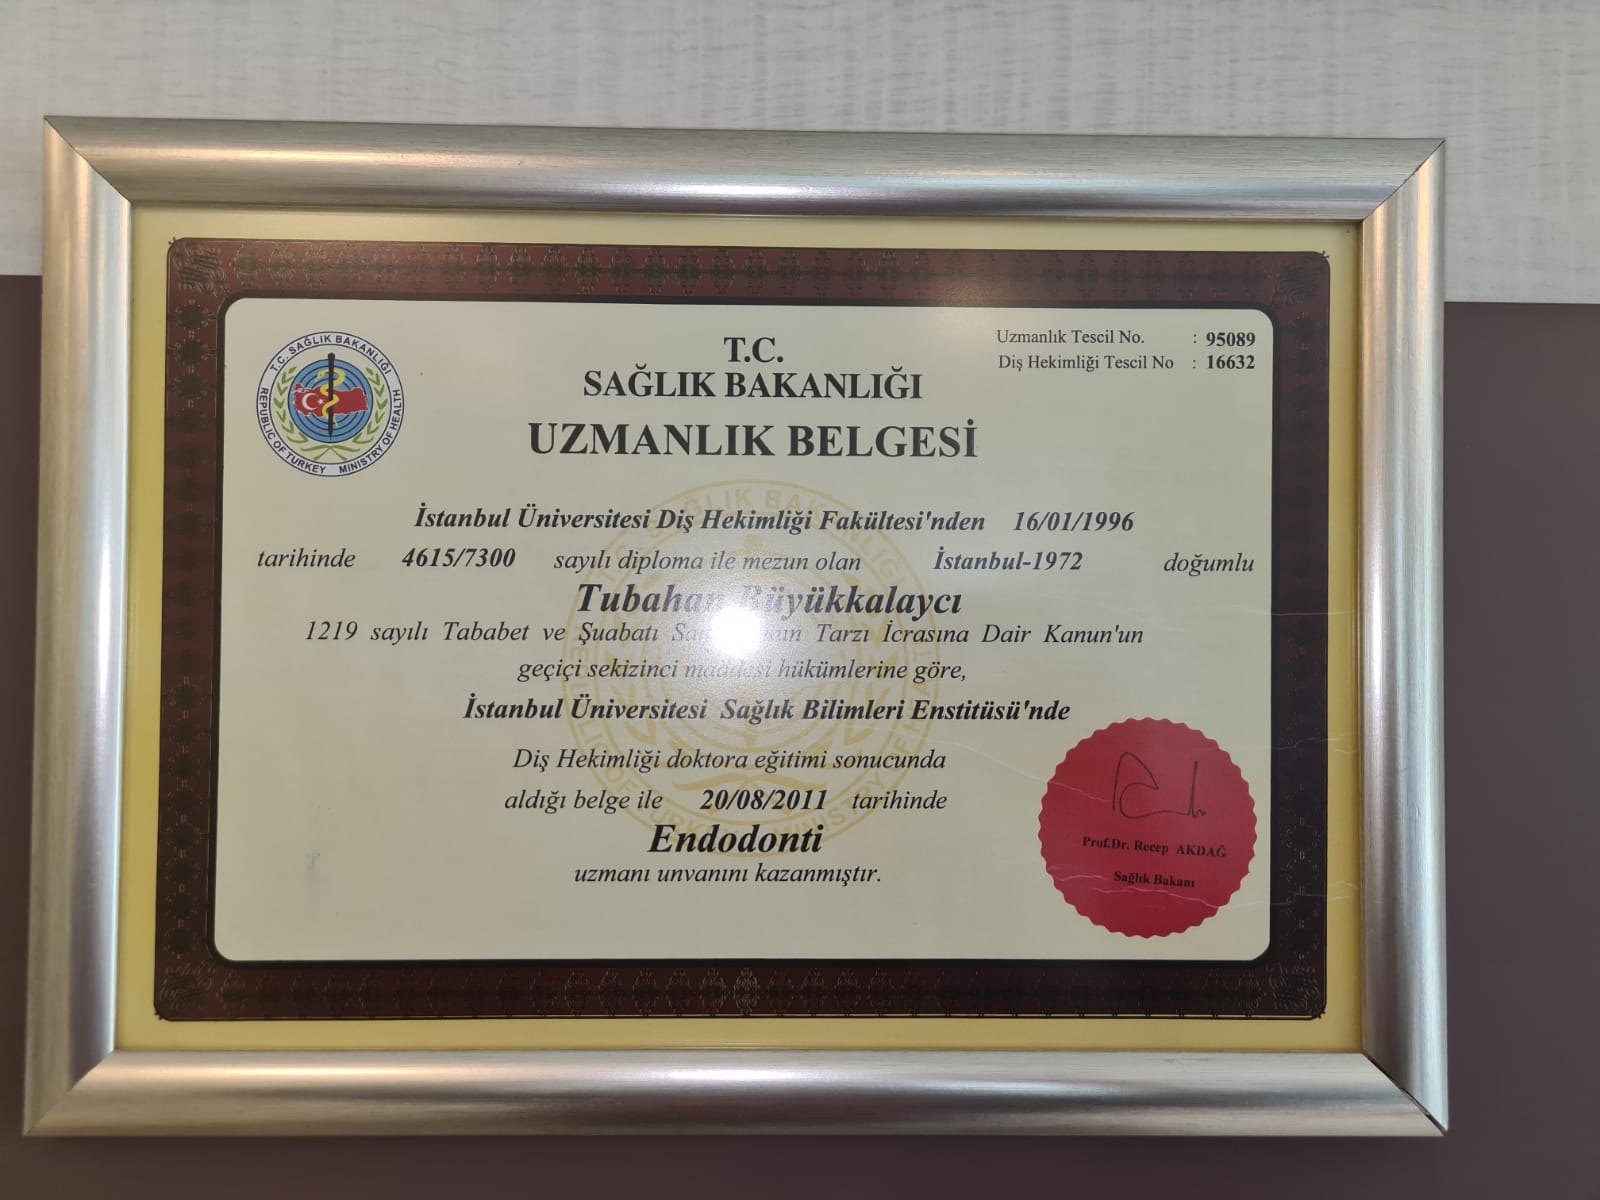 T.C. SAĞLIK BAKANLIĞI
REPUBLIC OF TURKEY MINISTRY OF HEALTH
Uzmanlık Tescil No. : 95089
Diş Hekimliği Tescil No : 16632
T.C.
SAĞLIK BAKANLIĞI
UZMANLIK BELGESİ
İstanbul Üniversitesi Diş Hekimliği Fakültesi'nden 16/01/1996
tarihinde 4615/7300 sayılı diploma ile mezun olan İstanbul-1972 doğumlu
Tubahan Büyükkalaycı
1219 sayılı Tababet ve Şuabatı Tarzı İcrasına Dair Kanun'un
geçiçi sekizinci maddesi hükümlerine göre,
İstanbul Üniversitesi Sağlık Bilimleri Enstitüsü'nde
Diş Hekimliği doktora eğitimi sonucunda
aldığı belge ile 20/08/2011 tarihinde
Endodonti
uzmanı unvanını kazanmıştır.
Prof.Dr. Recep AKDAĞ
Sağlık Bakanı